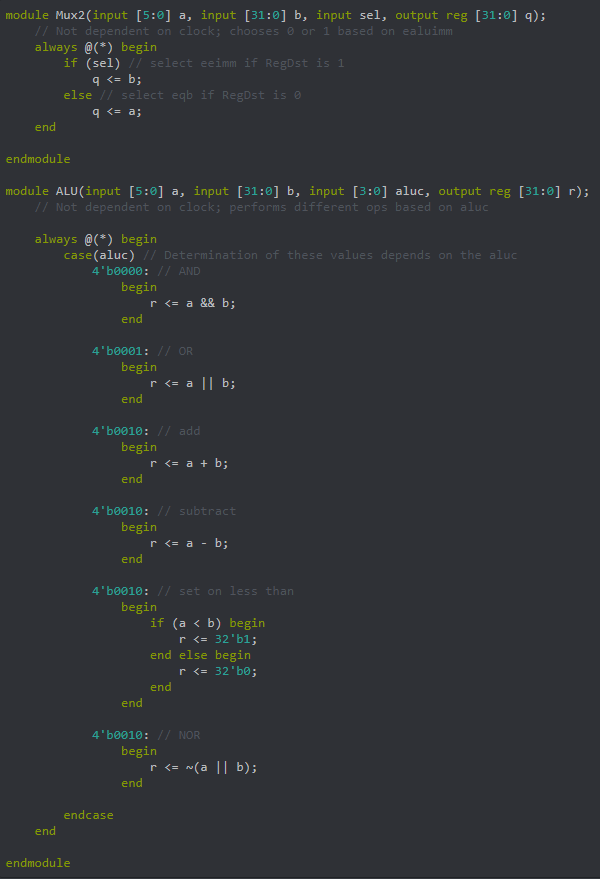 module Mux2(input [5:0] a, input [31:0] b, input sel, output reg [31:0] q);
    // Not dependent on clock; chooses 0 or 1 based on ealuimm
    always @(*) begin
        if (sel) // select eeimm if RegDst is 1
            q <= b;
        else // select eqb if RegDst is 0
            q <= a;
    end

endmodule

module ALU(input [5:0] a, input [31:0] b, input [3:0] aluc, output reg [31:0] r);
    // Not dependent on clock; performs different ops based on aluc

    always @(*) begin
        case(aluc) // Determination of these values depends on the aluc
            4'b0000: // AND
                begin
                    r <= a && b;
                end

            4'b0001: // OR
                begin
                    r <= a || b;
                end

            4'b0010: // add
                begin
                    r <= a + b;
                end

            4'b0010: // subtract
                begin
                    r <= a - b;
                end

            4'b0010: // set on less than
                begin
                    if (a < b) begin
                        r <= 32'b1;
                    end else begin
                        r <= 32'b0;
                    end
                end

            4'b0010: // NOR
                begin
                    r <= ~(a || b);
                end

        endcase
    end

endmodule